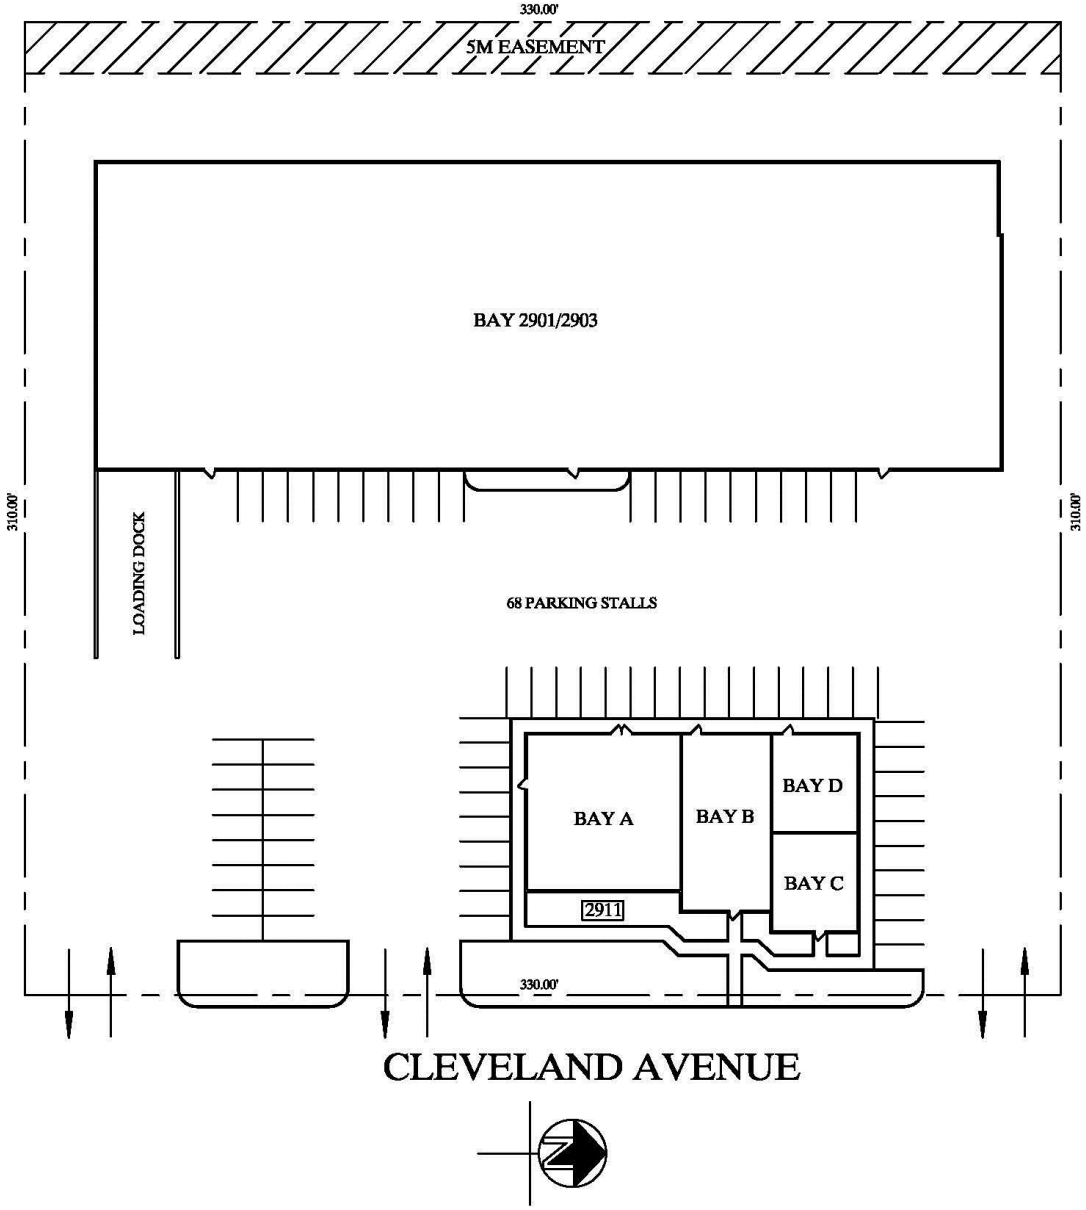 330.00'
5M EASEMENT
BAY 2901/2903
310.00'
310.00'
LOADING DOCK
68 PARKING STALLS
BAY A
BAY B
BAY D
BAY C
2911
330.00'
CLEVELAND AVENUE
N